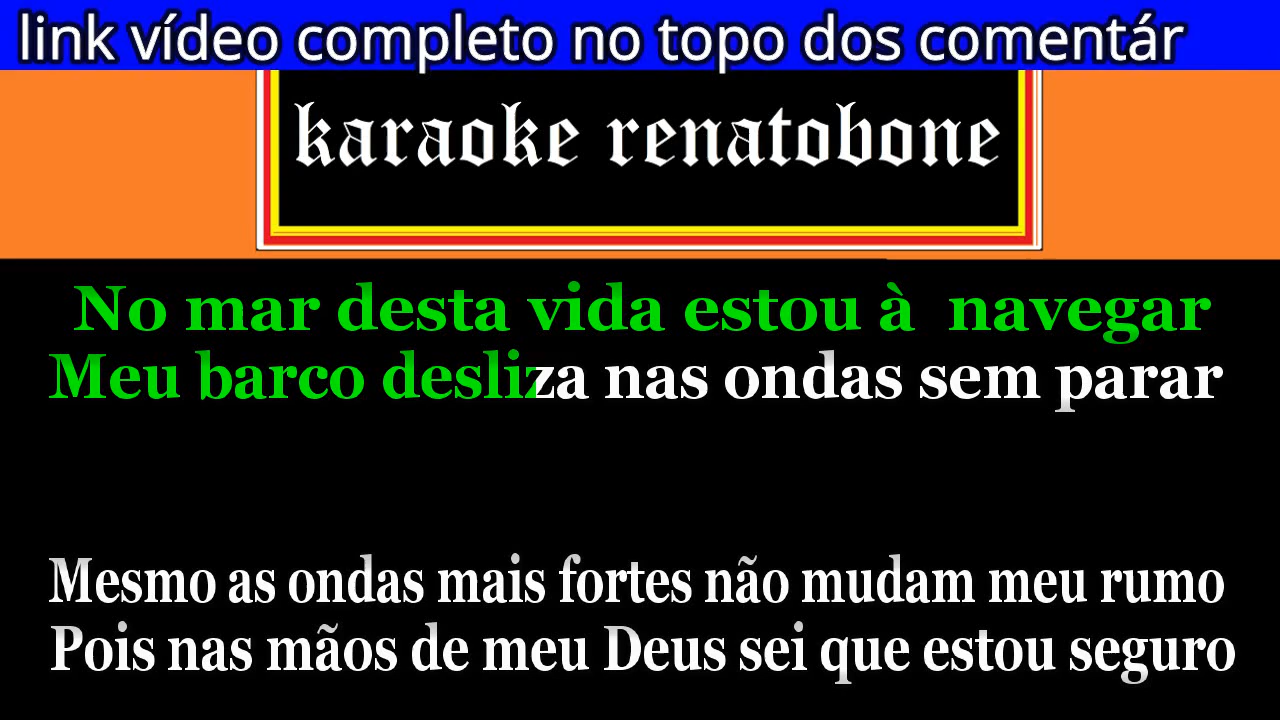 link vídeo completo no topo dos comentár
karaoke renatobone
No mar desta vida estou à navegar
Meu barco desliza nas ondas sem parar
Mesmo as ondas mais fortes não mudam meu rumo
Pois nas mãos de meu Deus sei que estou seguro